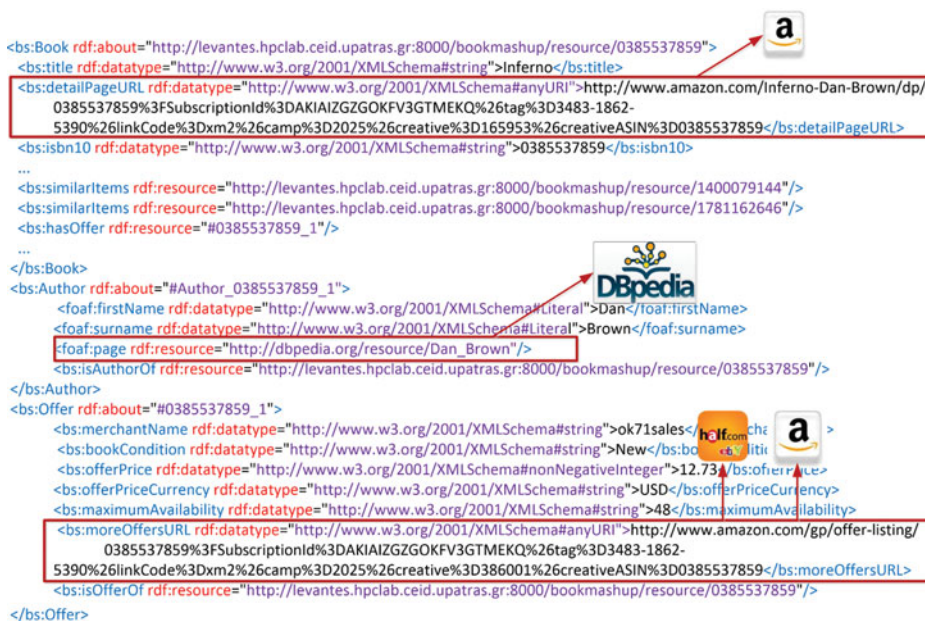 <bs:Book rdf:about="http://levantes.hpclab.ceid.upatras.gr:8000/bookmashup/resource/0385537859">
<bs:title rdf:datatype="http://www.w3.org/2001/XMLSchema#string">Inferno</bs:title>
<bs:detailPageURL rdf:datatype="http://www.w3.org/2001/XMLSchema#anyURI">http://www.amazon.com/Inferno-Dan-Brown/dp/
0385537859%3FSubscriptionId%3DAKIAIZGZGOKFV3GTMEKQ%26tag%3D3483-1862-
5390%26linkCode%3Dxm2%26camp%3D2025%26creative%3D165953%26creativeASIN%3D0385537859</bs:detailPageURL>
<bs:isbn10 rdf:datatype="http://www.w3.org/2001/XMLSchema#string">0385537859</bs:isbn10>
...
<bs:similarItems rdf:resource="http://levantes.hpclab.ceid.upatras.gr:8000/bookmashup/resource/1400079144"/>
<bs:similarItems rdf:resource="http://levantes.hpclab.ceid.upatras.gr:8000/bookmashup/resource/1781162646"/>
<bs:hasOffer rdf:resource="#0385537859_1"/>
...
</bs:Book>
DBpedia
<bs:Author rdf:about="#Author_0385537859_1">
<foaf:firstName rdf:datatype="http://www.w3.org/2001/XMLSchema#Literal">Dan</foaf:firstName>
<foaf:surname rdf:datatype="http://www.w3.org/2001/XMLSchema#Literal">Brown</foaf:surname>
<foaf:page rdf:resource="http://dbpedia.org/resource/Dan_Brown"/>
<bs:isAuthorOf rdf:resource="http://levantes.hpclab.ceid.upatras.gr:8000/bookmashup/resource/0385537859"/>
</bs:Author>
<bs:Offer rdf:about="#0385537859_1">
half.com
ebY
a
<bs:merchantName rdf:datatype="http://www.w3.org/2001/XMLSchema#string">ok71sales</
<bs:bookCondition rdf:datatype="http://www.w3.org/2001/XMLSchema#string">New</bs:bo
<bs:offerPrice rdf:datatype="http://www.w3.org/2001/XMLSchema#nonNegativeInteger">12.73</bs:offerPrice>
<bs:offerPriceCurrency rdf:datatype="http://www.w3.org/2001/XMLSchema#string">USD</bs:offerPriceCurrency>
<bs:maximumAvailability rdf:datatype="http://www.w3.org/2001/XMLSchema#string">48</bs:maximumAvailability>
<bs:moreOffersURL rdf:datatype="http://www.w3.org/2001/XMLSchema#anyURI">http://www.amazon.com/gp/offer-listing/
0385537859%3FSubscriptionId%3DAKIAIZGZGOKFV3GTMEKQ%26tag%3D3483-1862-
5390%26linkCode%3Dxm2%26camp%3D2025%26creative%3D386001%26creativeASIN%3D0385537859</bs:moreOffersURL>
<bs:isOfferOf rdf:resource="http://levantes.hpclab.ceid.upatras.gr:8000/bookmashup/resource/0385537859"/>
</bs:Offer>